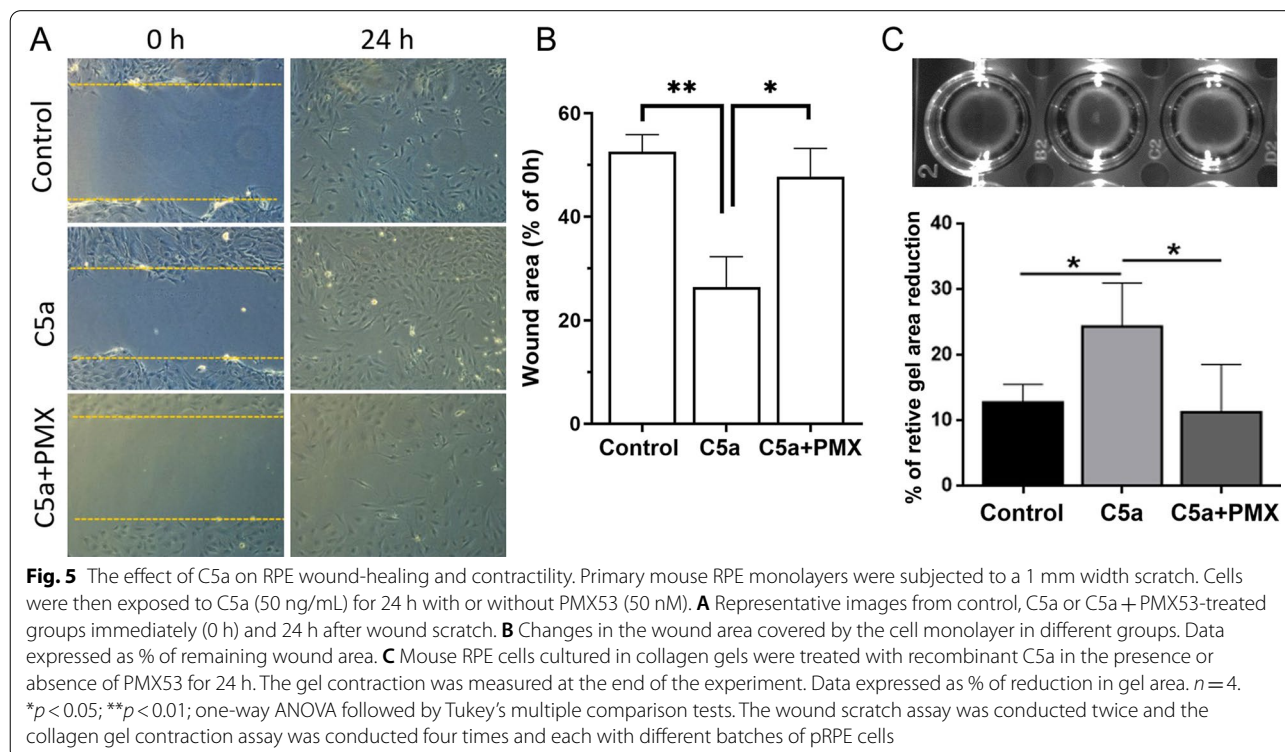 A
0 h
24 h
Control
C5a
C5a+PMX
B
Wound area (% of 0h)
60
40
20
0
**
*
Control
C5a
C5a+PMX
C
2
B2
C2
D2
% of retive gel area reduction
40
30
20
10
0
*
*
Control
C5a
C5a+PMX
Fig. 5 The effect of C5a on RPE wound-healing and contractility. Primary mouse RPE monolayers were subjected to a 1 mm width scratch. Cells
were then exposed to C5a (50 ng/mL) for 24 h with or without PMX53 (50 nM). A Representative images from control, C5a or C5a + PMX53-treated
groups immediately (0 h) and 24 h after wound scratch. B Changes in the wound area covered by the cell monolayer in different groups. Data
expressed as % of remaining wound area. C Mouse RPE cells cultured in collagen gels were treated with recombinant C5a in the presence or
absence of PMX53 for 24 h. The gel contraction was measured at the end of the experiment. Data expressed as % of reduction in gel area. n = 4.
*p < 0.05; **p < 0.01; one-way ANOVA followed by Tukey's multiple comparison tests. The wound scratch assay was conducted twice and the
collagen gel contraction assay was conducted four times and each with different batches of pRPE cells